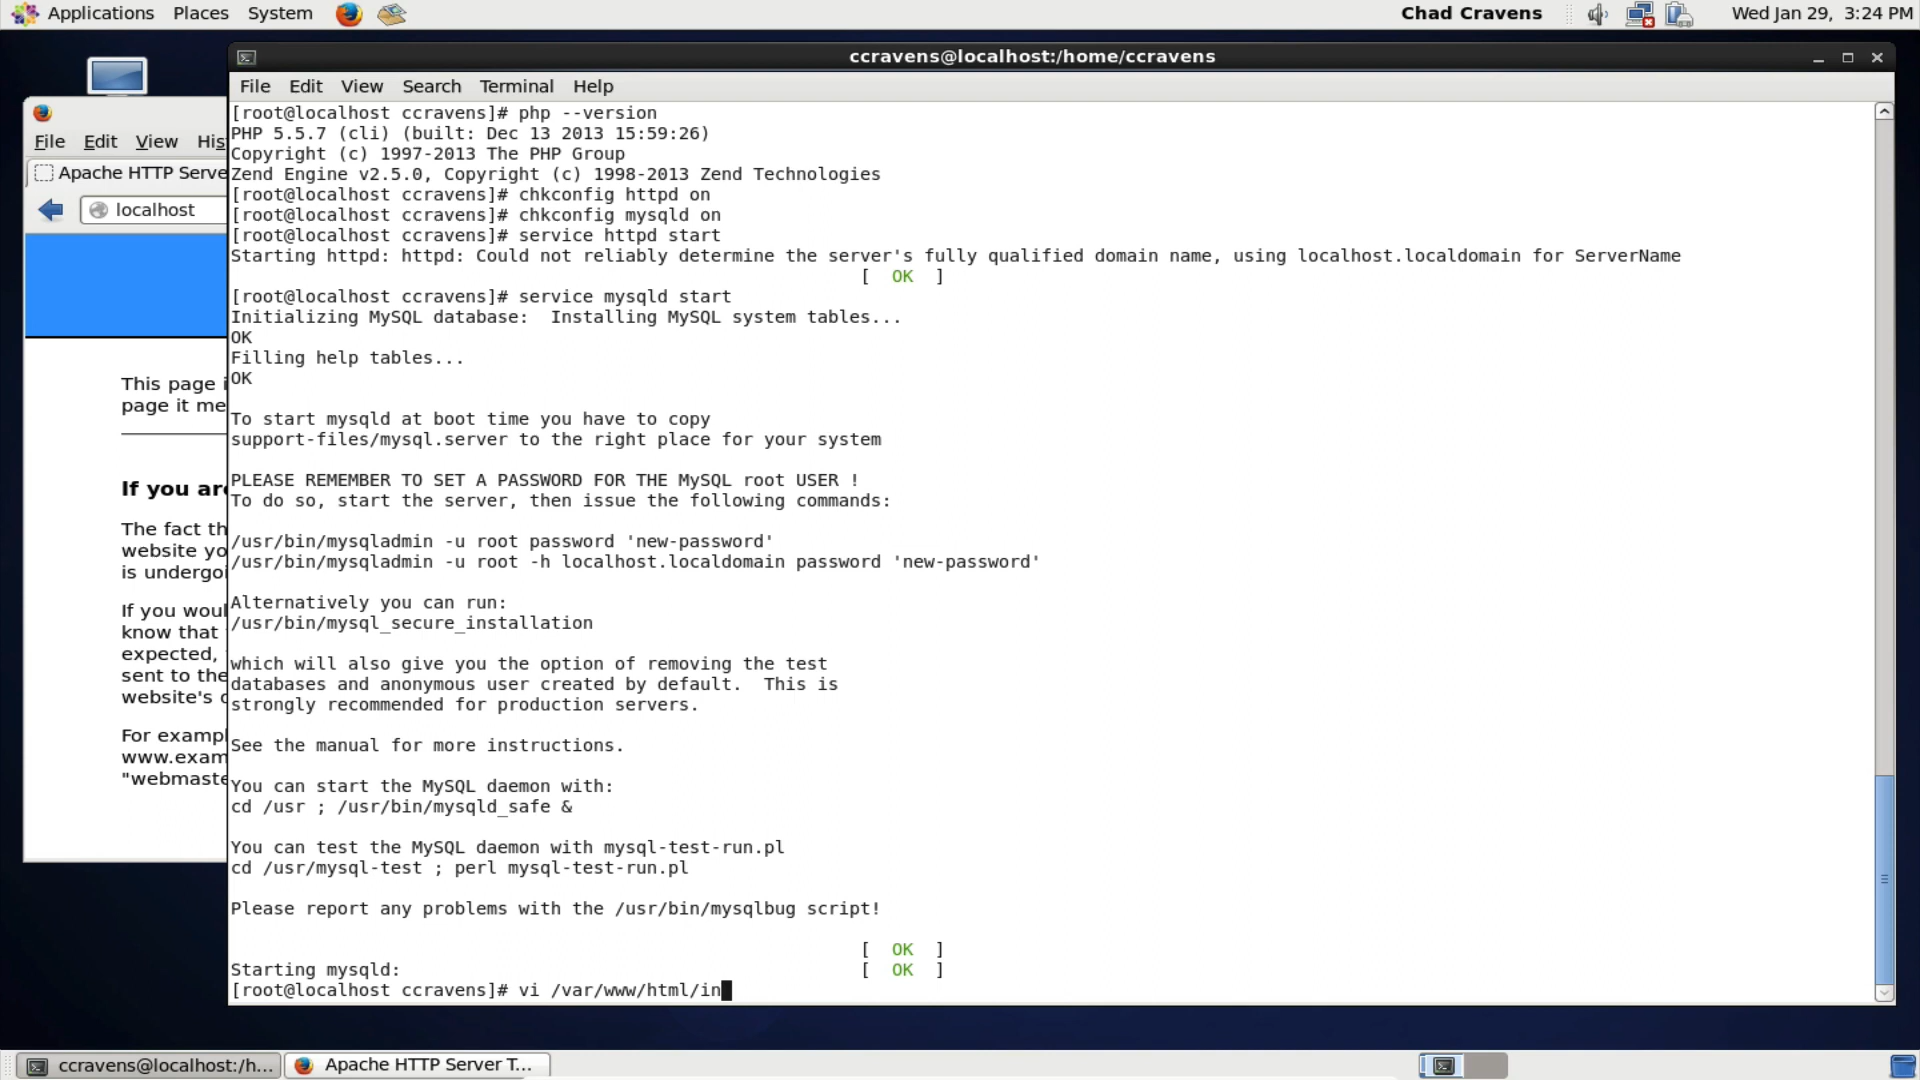 Applications Places System Chad Cravens Wed Jan 29, 3:24 PM
ccravens@localhost:/home/ccravens
File Edit View Search Terminal Help
[root@localhost ccravens]# php --version
PHP 5.5.7 (cli) (built: Dec 13 2013 15:59:26)
Copyright (c) 1997-2013 The PHP Group
Zend Engine v2.5.0, Copyright (c) 1998-2013 Zend Technologies
[root@localhost ccravens]# chkconfig httpd on
[root@localhost ccravens]# chkconfig mysqld on
[root@localhost ccravens]# service httpd start
Starting httpd: httpd: Could not reliably determine the server's fully qualified domain name, using localhost.localdomain for ServerName
[ OK ]
[root@localhost ccravens]# service mysqld start
Initializing MySQL database: Installing MySQL system tables...
OK
Filling help tables...
OK
To start mysqld at boot time you have to copy
support-files/mysql.server to the right place for your system
PLEASE REMEMBER TO SET A PASSWORD FOR THE MySQL root USER !
To do so, start the server, then issue the following commands:
/usr/bin/mysqladmin -u root password 'new-password'
/usr/bin/mysqladmin -u root -h localhost.localdomain password 'new-password'
Alternatively you can run:
/usr/bin/mysql_secure_installation
which will also give you the option of removing the test
databases and anonymous user created by default. This is
strongly recommended for production servers.
See the manual for more instructions.
You can start the MySQL daemon with:
cd /usr ; /usr/bin/mysqld_safe &
You can test the MySQL daemon with mysql-test-run.pl
cd /usr/mysql-test ; perl mysql-test-run.pl
Please report any problems with the /usr/bin/mysqlbug script!
[ OK ]
Starting mysqld: [ OK ]
[root@localhost ccravens]# vi /var/www/html/in
File Edit View His
Apache HTTP Serve
localhost
This page i
page it me
If you are
The fact th
website yo
is undergoi
If you woul
know that
expected,
sent to the
website's
For exampl
www.exam
"webmaste
ccravens@localhost:/h... Apache HTTP Server T...